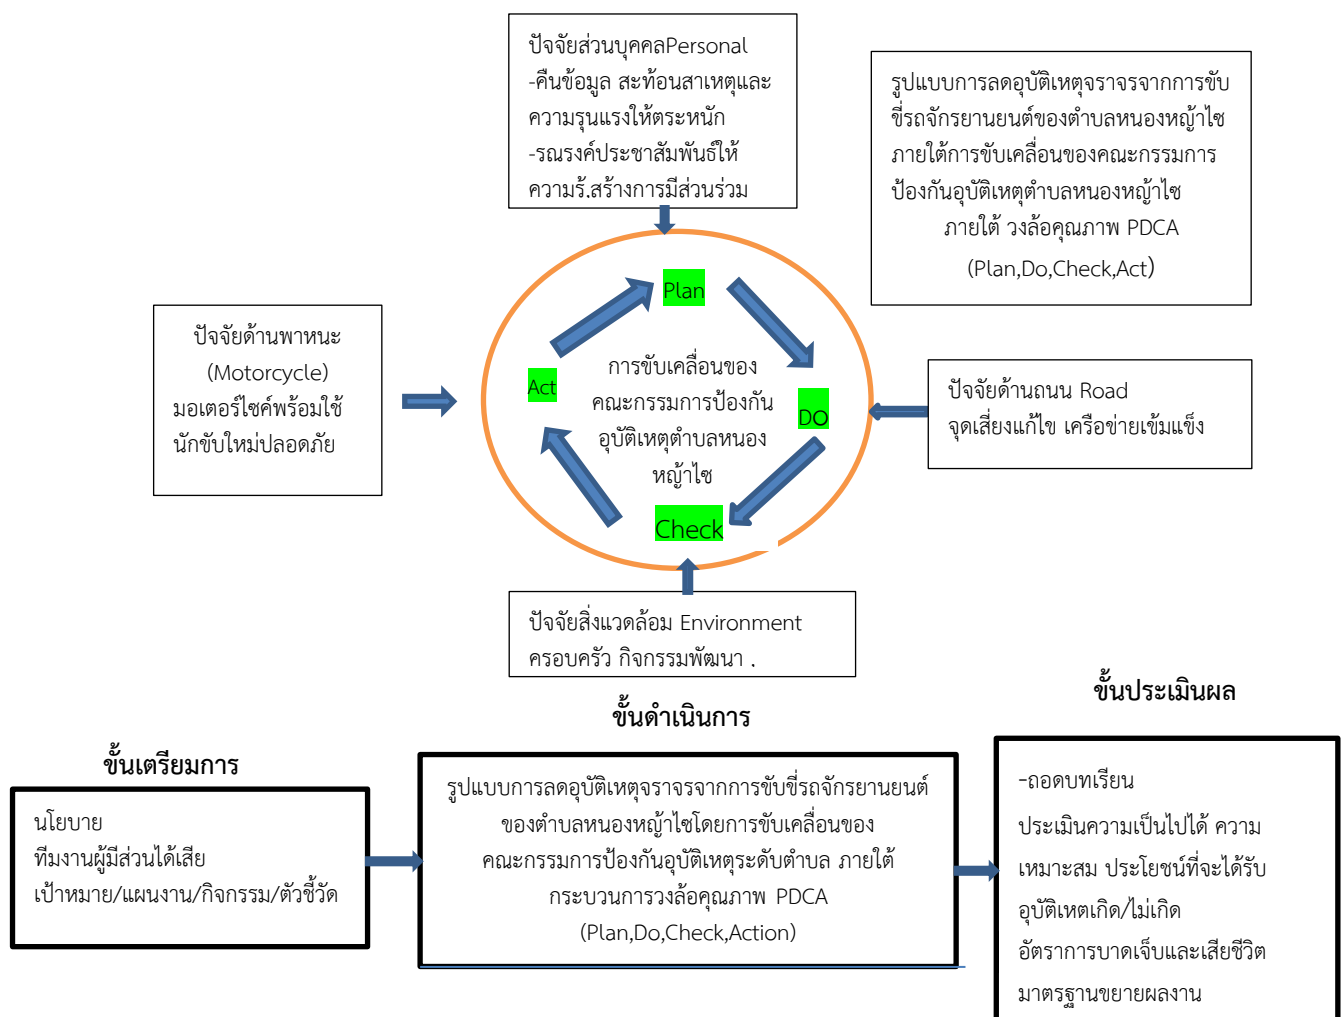 ปัจจัยส่วนบุคคลPersonal
-คืนข้อมูล สะท้อนสาเหตุและ
ความรุนแรงให้ตระหนัก
-รณรงค์ประชาสัมพันธ์ให้
ความรู้.สร้างการมีส่วนร่วม
รูปแบบการลดอุบัติเหตุจราจรจากการขับ
ขี่รถจักรยานยนต์ของตำบลหนองหญ้าไซ
ภายใต้การขับเคลื่อนของคณะกรรมการ
ป้องกันอุบัติเหตุตำบลหนองหญ้าไซ
ภายใต้ วงล้อคุณภาพ PDCA
(Plan,Do,Check,Act)
ปัจจัยด้านพาหนะ
(Motorcycle)
มอเตอร์ไซค์พร้อมใช้
นักขับใหม่ปลอดภัย
Plan
Act
DO
Check
การขับเคลื่อนของ
คณะกรรมการป้องกัน
อุบัติเหตุตำบลหนอง
หญ้าไซ
ปัจจัยด้านถนน Road
จุดเสี่ยงแก้ไข เครือข่ายเข้มแข็ง
ปัจจัยสิ่งแวดล้อม Environment
ครอบครัว กิจกรรมพัฒนา .
ขั้นเตรียมการ
นโยบาย
ทีมงานผู้มีส่วนได้เสีย
เป้าหมาย/แผนงาน/กิจกรรม/ตัวชี้วัด
ขั้นดำเนินการ
รูปแบบการลดอุบัติเหตุจราจรจากการขับขี่รถจักรยานยนต์
ของตำบลหนองหญ้าไซโดยการขับเคลื่อนของ
คณะกรรมการป้องกันอุบัติเหตุระดับตำบล ภายใต้
กระบวนการวงล้อคุณภาพ PDCA
(Plan,Do,Check,Action)
ขั้นประเมินผล
-ถอดบทเรียน
ประเมินความเป็นไปได้ ความ
เหมาะสม ประโยชน์ที่จะได้รับ
อุบัติเหตเกิด/ไม่เกิด
อัตราการบาดเจ็บและเสียชีวิต
มาตรฐานขยายผลงาน